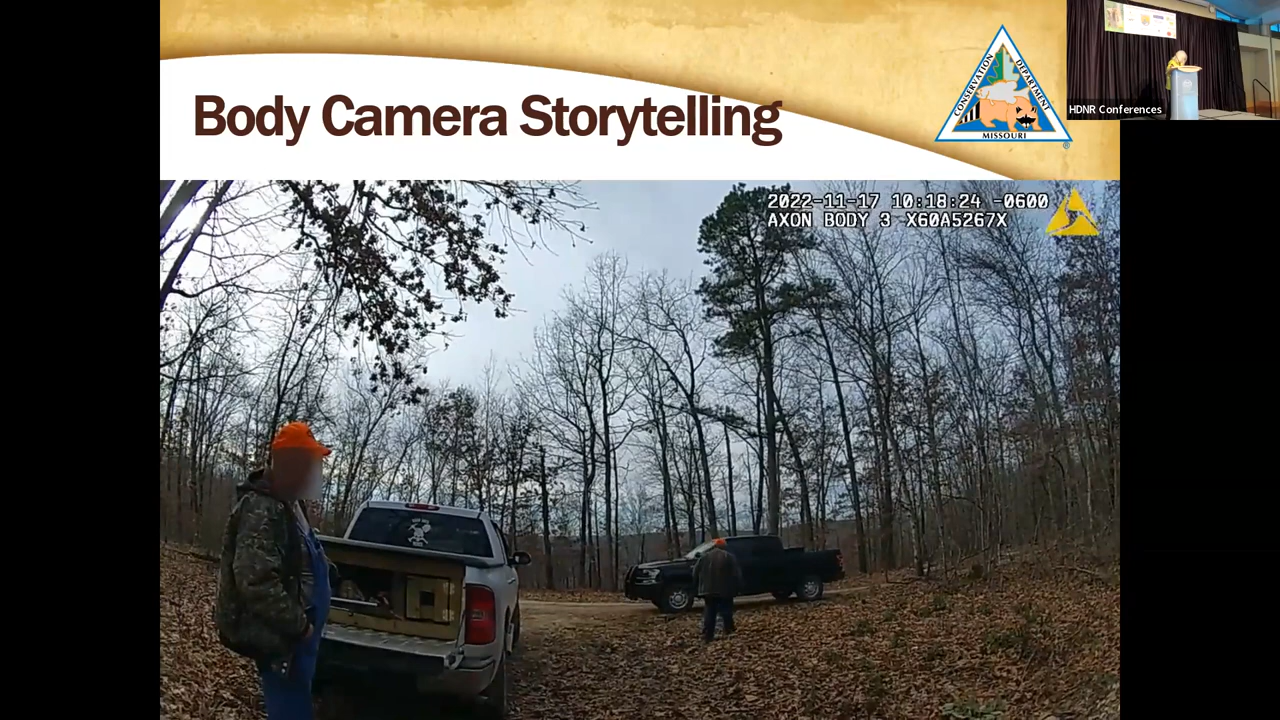 Body Camera Storytelling
CONSERVATION
DEPARTMENT
MISSOURI
®
HDNR Conferences
2022-11-17 10:18:24 -0600
AXON BODY 3 X60A5267X